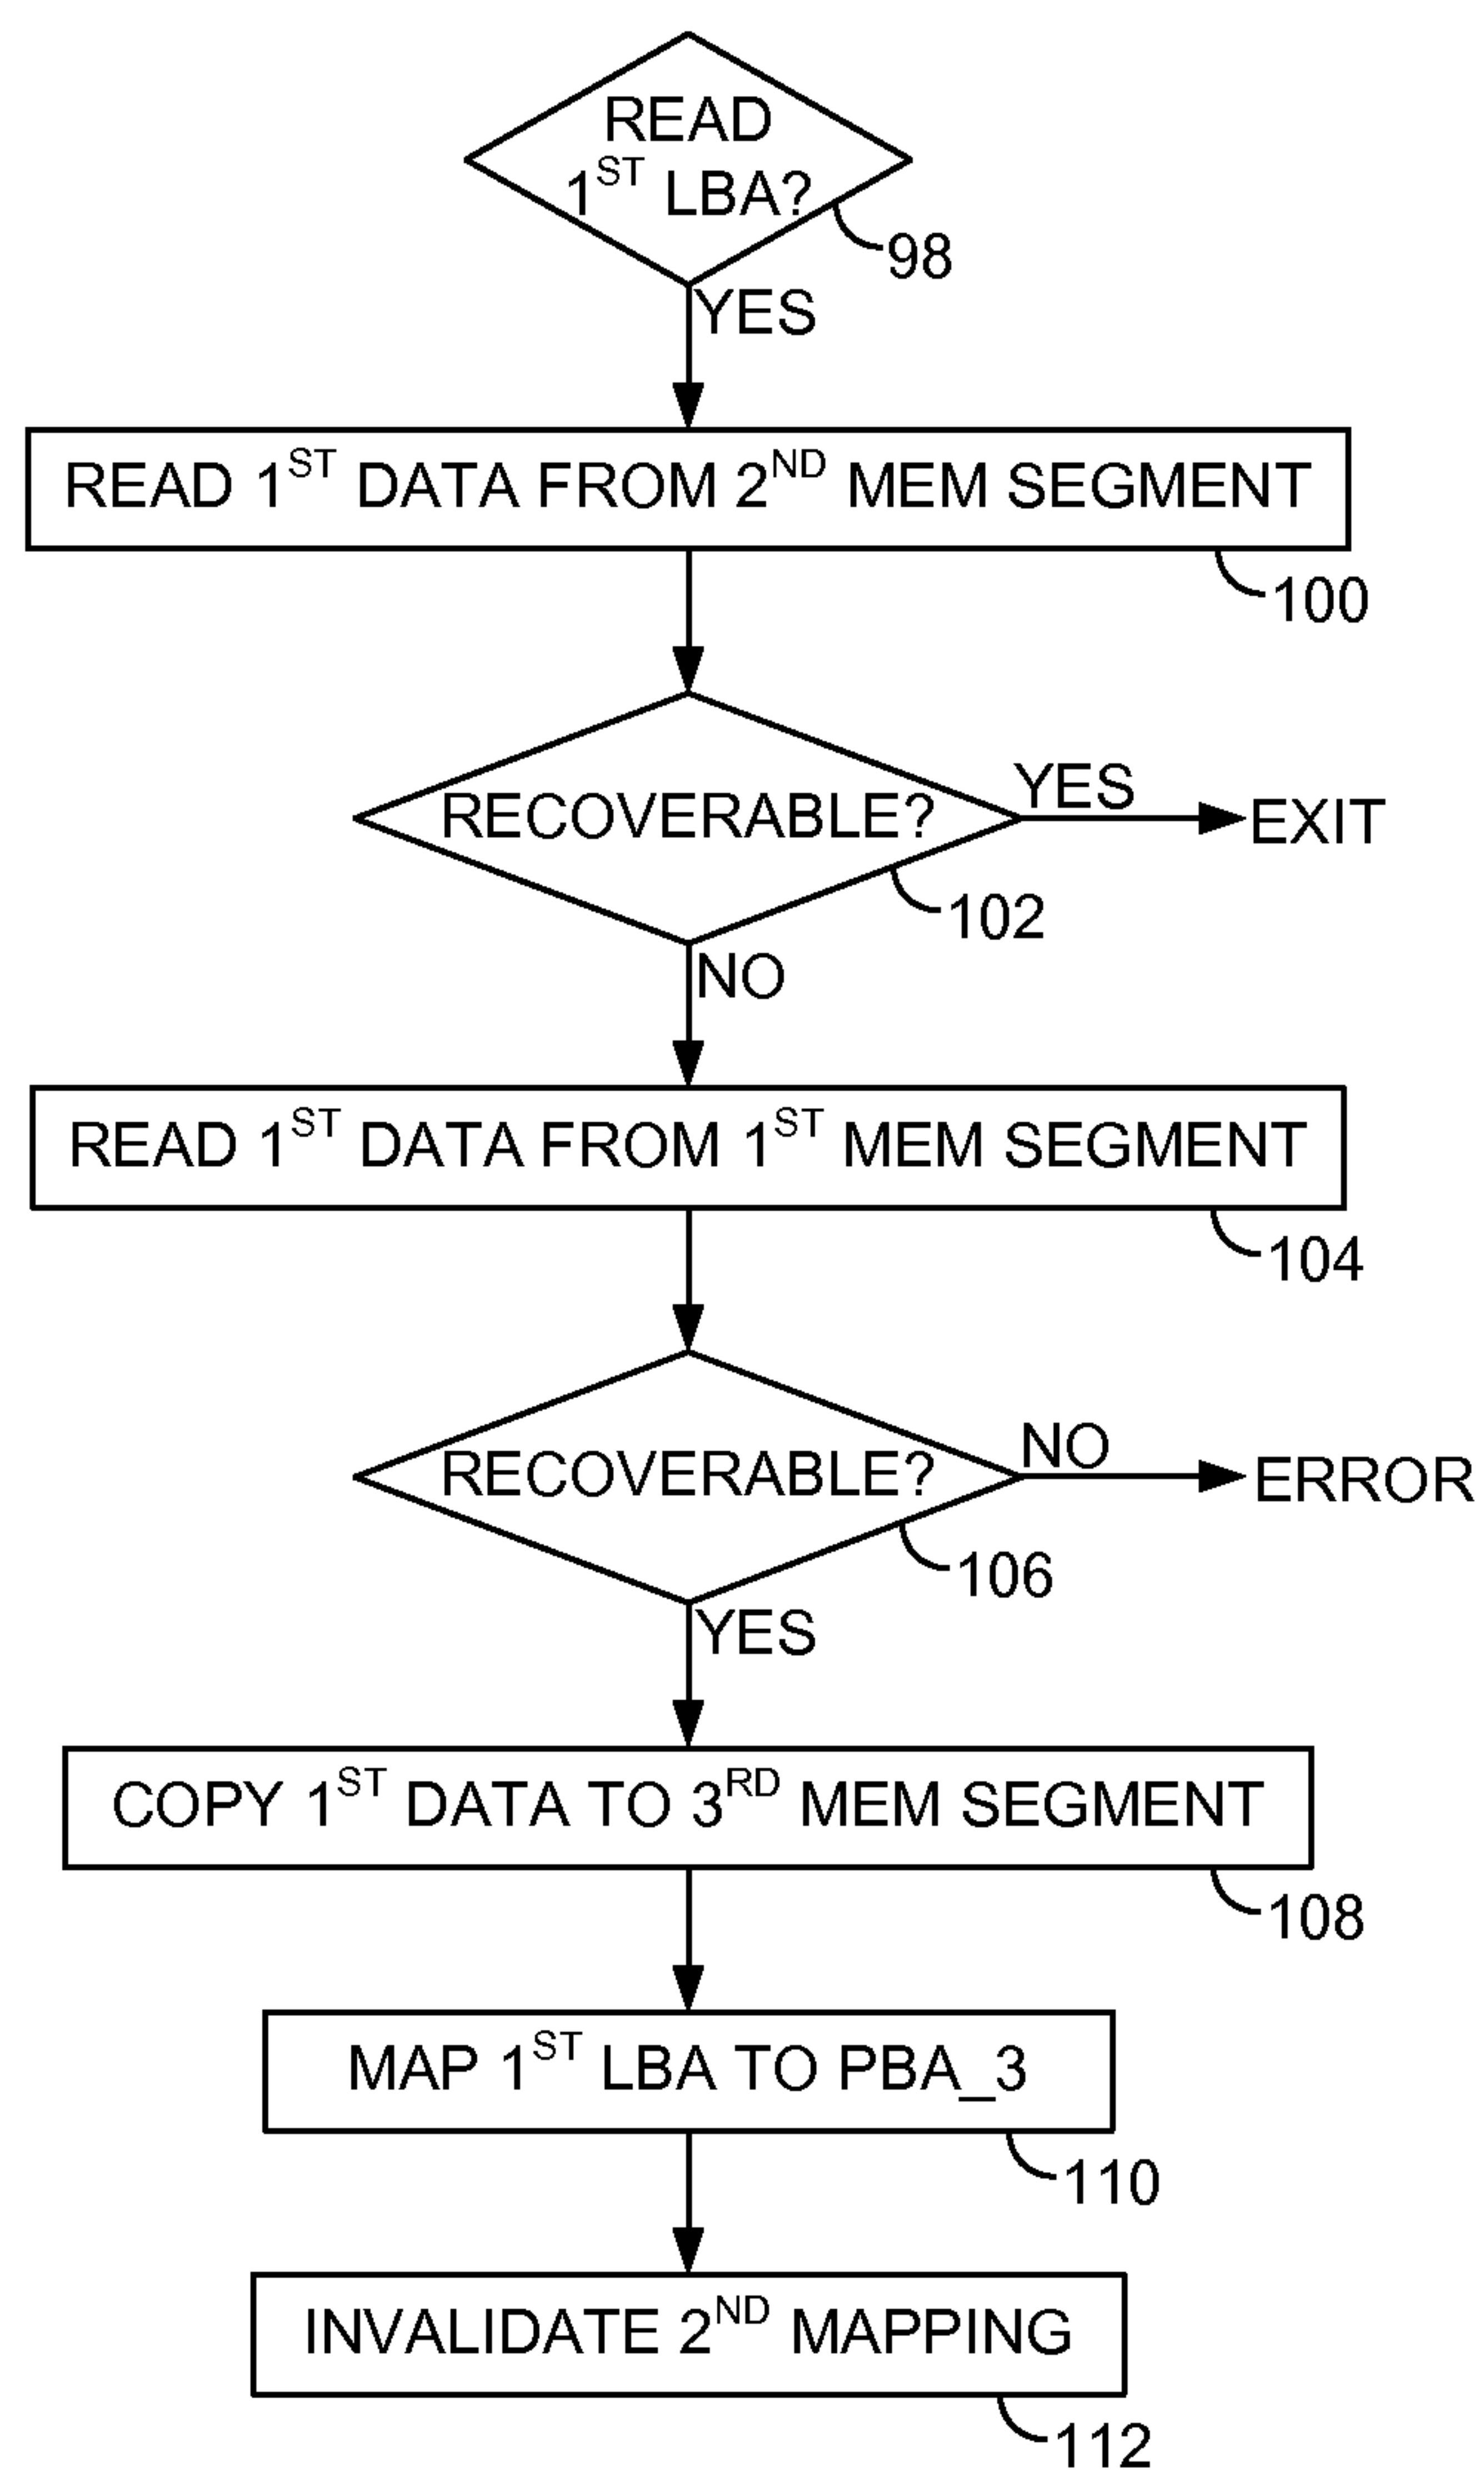 READ
1ST LBA?
98
YES
READ 1ST DATA FROM 2ND MEM SEGMENT
100
RECOVERABLE?
YES
EXIT
102
NO
READ 1ST DATA FROM 1ST MEM SEGMENT
104
RECOVERABLE?
NO
ERROR
106
YES
COPY 1ST DATA TO 3RD MEM SEGMENT
108
MAP 1ST LBA TO PBA_3
110
INVALIDATE 2ND MAPPING
112